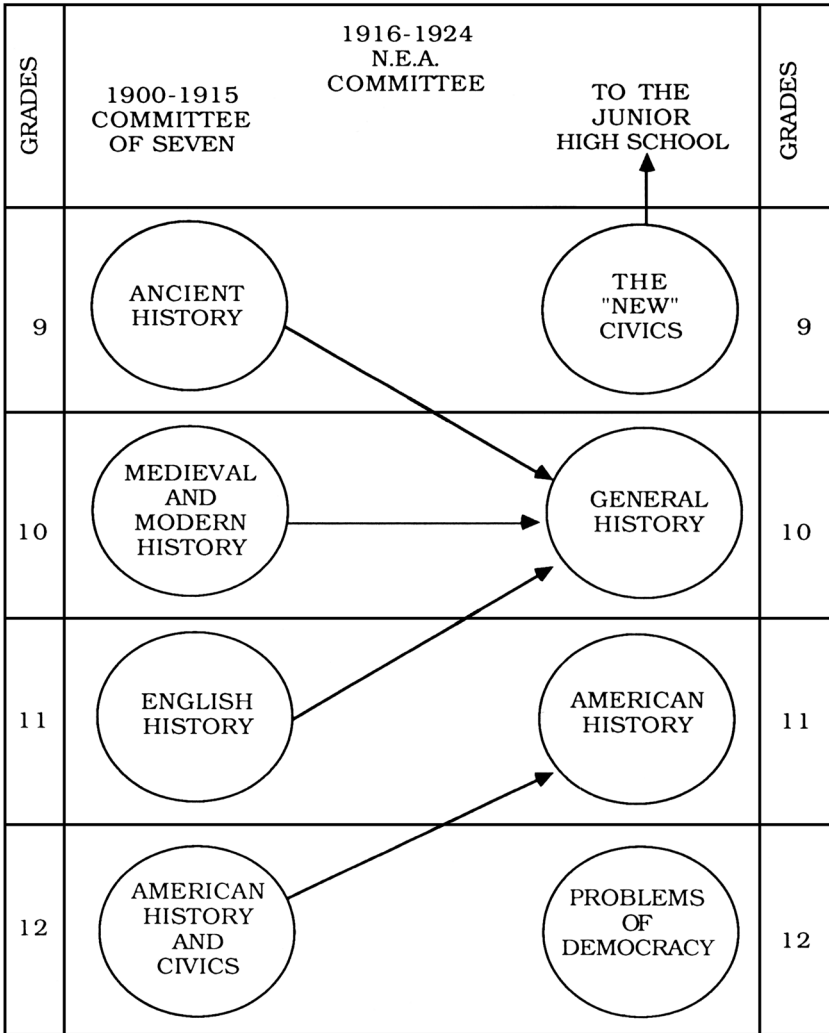 GRADES
1900-1915
COMMITTEE
OF SEVEN
1916-1924
N.E.A.
COMMITTEE
TO THE
JUNIOR
HIGH SCHOOL
GRADES
9
ANCIENT
HISTORY
THE
"NEW"
CIVICS
9
10
MEDIEVAL
AND
MODERN
HISTORY
GENERAL
HISTORY
10
11
ENGLISH
HISTORY
AMERICAN
HISTORY
11
12
AMERICAN
HISTORY
AND
CIVICS
PROBLEMS
OF
DEMOCRACY
12